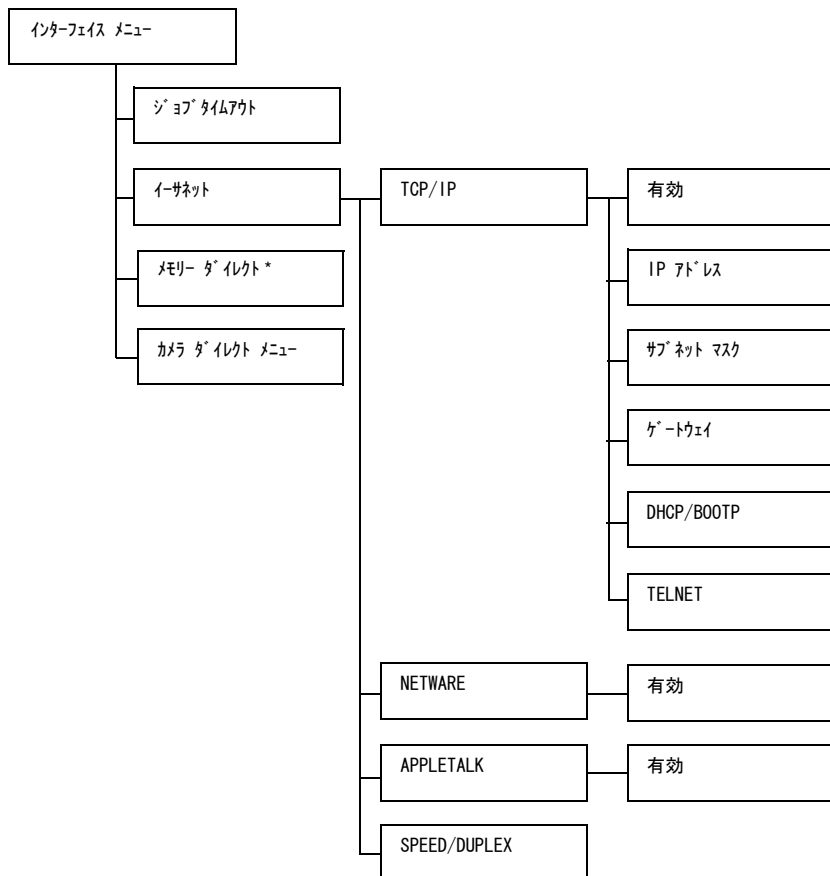 ｲﾝﾀｰﾌｪｲｽ ﾒﾆｭｰ
ｼﾞｮﾌﾞﾀｲﾑｱｳﾄ
ｲｰｻﾈｯﾄ
TCP/IP
有効
ﾒﾓﾘｰ ﾀﾞｲﾚｸﾄ *
IP ｱﾄﾞﾚｽ
ｶﾒﾗ ﾀﾞｲﾚｸﾄ ﾒﾆｭｰ
ｻﾌﾞﾈｯﾄ ﾏｽｸ
ｹﾞｰﾄｳｪｲ
DHCP/BOOTP
TELNET
NETWARE
有効
APPLETALK
有効
SPEED/DUPLEX